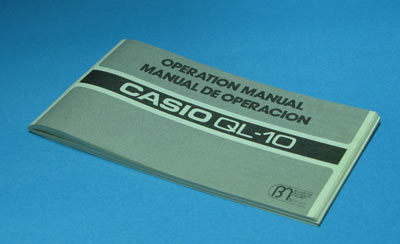 OPERATION MANUAL
MANUAL DE OPERACION
CASIO QL-10